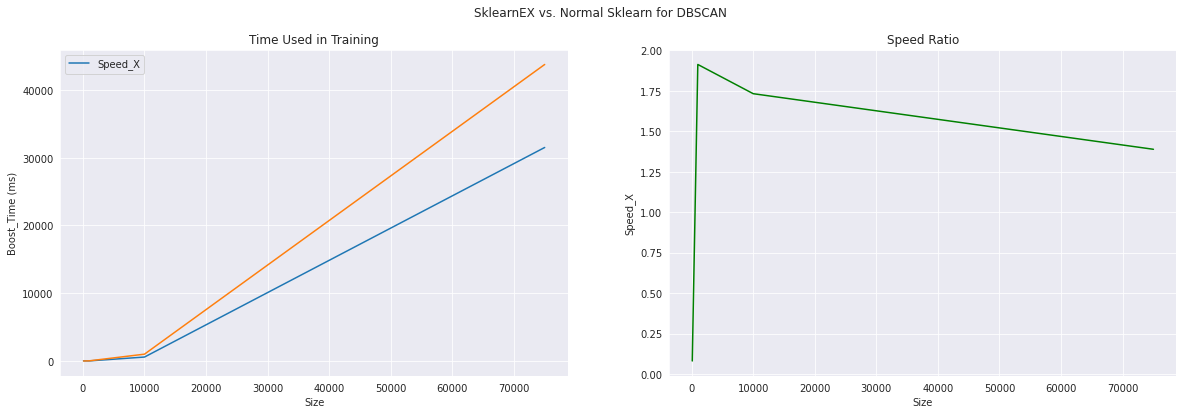 SklearnEX vs. Normal Sklearn for DBSCAN
Time Used in Training
Speed_X
40000
30000
20000
10000
0
Boost_Time (ms)
0 10000 20000 30000 40000 50000 60000 70000
Size
Speed Ratio
2.00
1.75
1.50
1.25
1.00
0.75
0.50
0.25
0.00
Speed_X
0 10000 20000 30000 40000 50000 60000 70000
Size